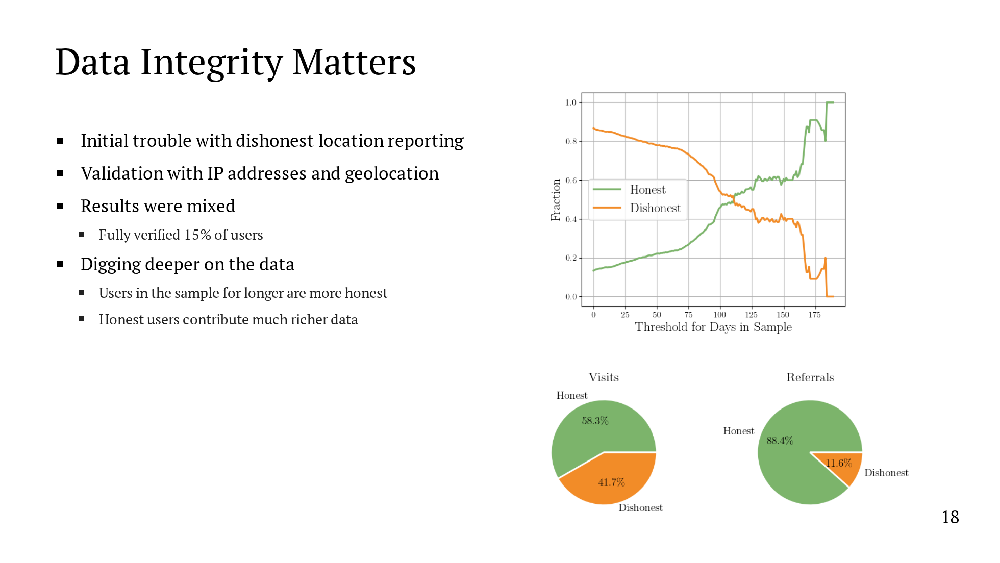 Data Integrity Matters
Initial trouble with dishonest location reporting
Validation with IP addresses and geolocation
Results were mixed
Fully verified 15% of users
Digging deeper on the data
Users in the sample for longer are more honest
Honest users contribute much richer data
1.0
0.8
0.6
0.4
0.2
0.0
Fraction
Honest
Dishonest
0 25 50 75 100 125 150 175
Threshold for Days in Sample
Visits
Honest
58.3%
41.7%
Dishonest
Referrals
Honest
88.4%
11.6%
Dishonest
18